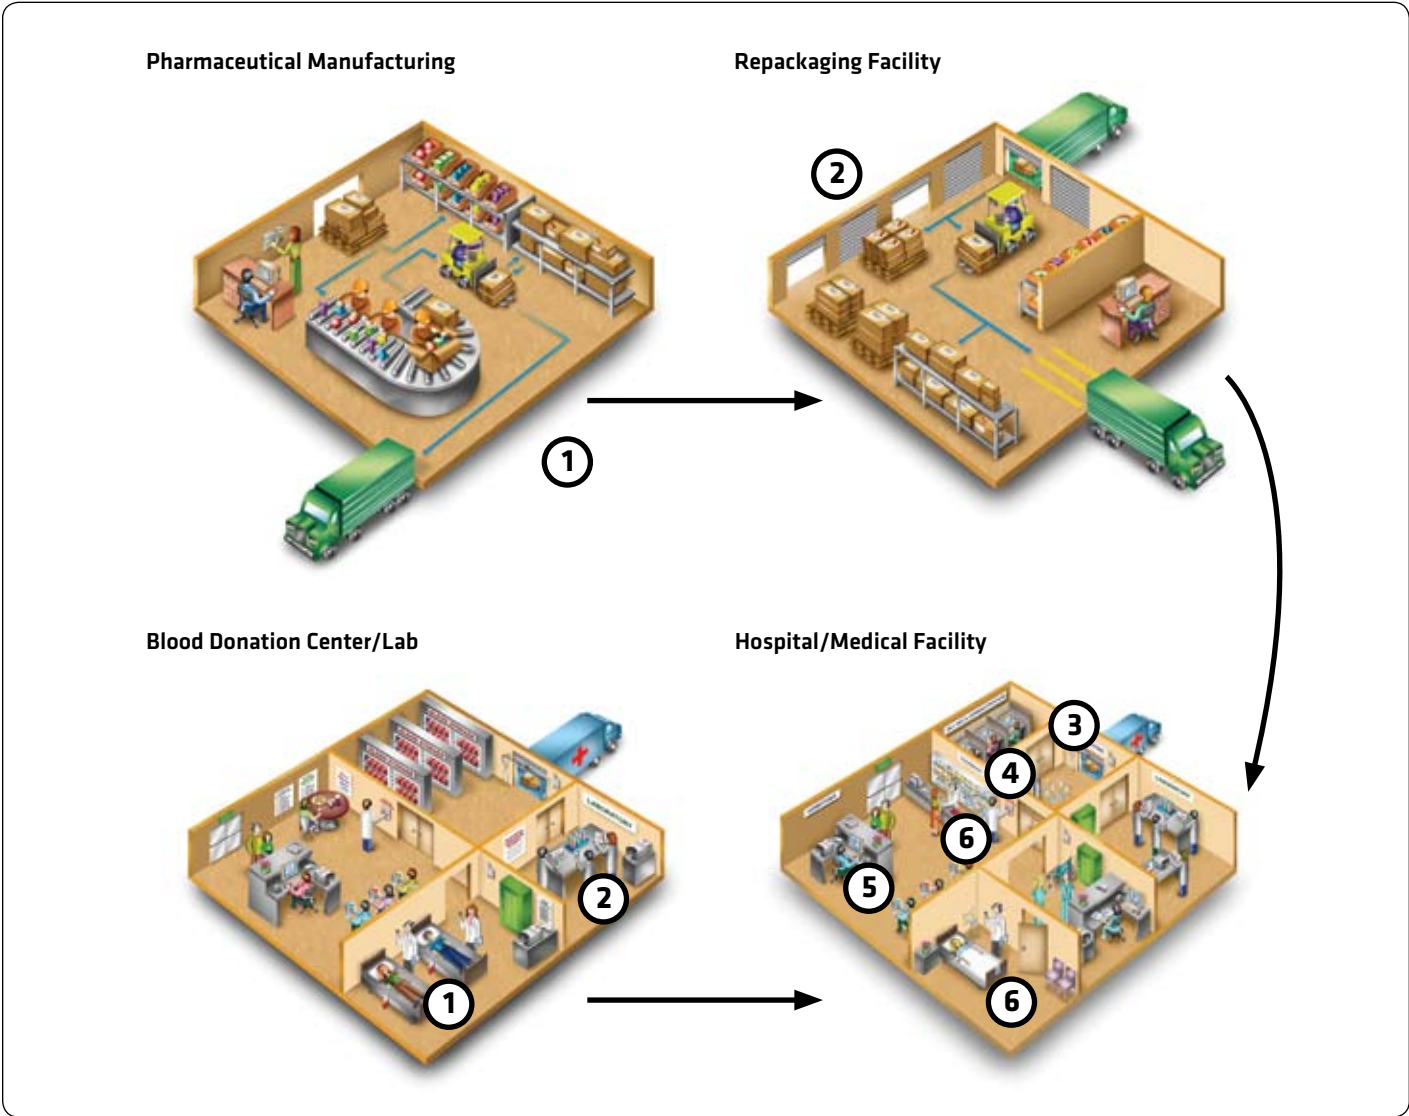 Pharmaceutical Manufacturing
Repackaging Facility
2
1
Blood Donation Center/Lab
Hospital/Medical Facility
3
4
LABORATORY
6
5
2
1
6